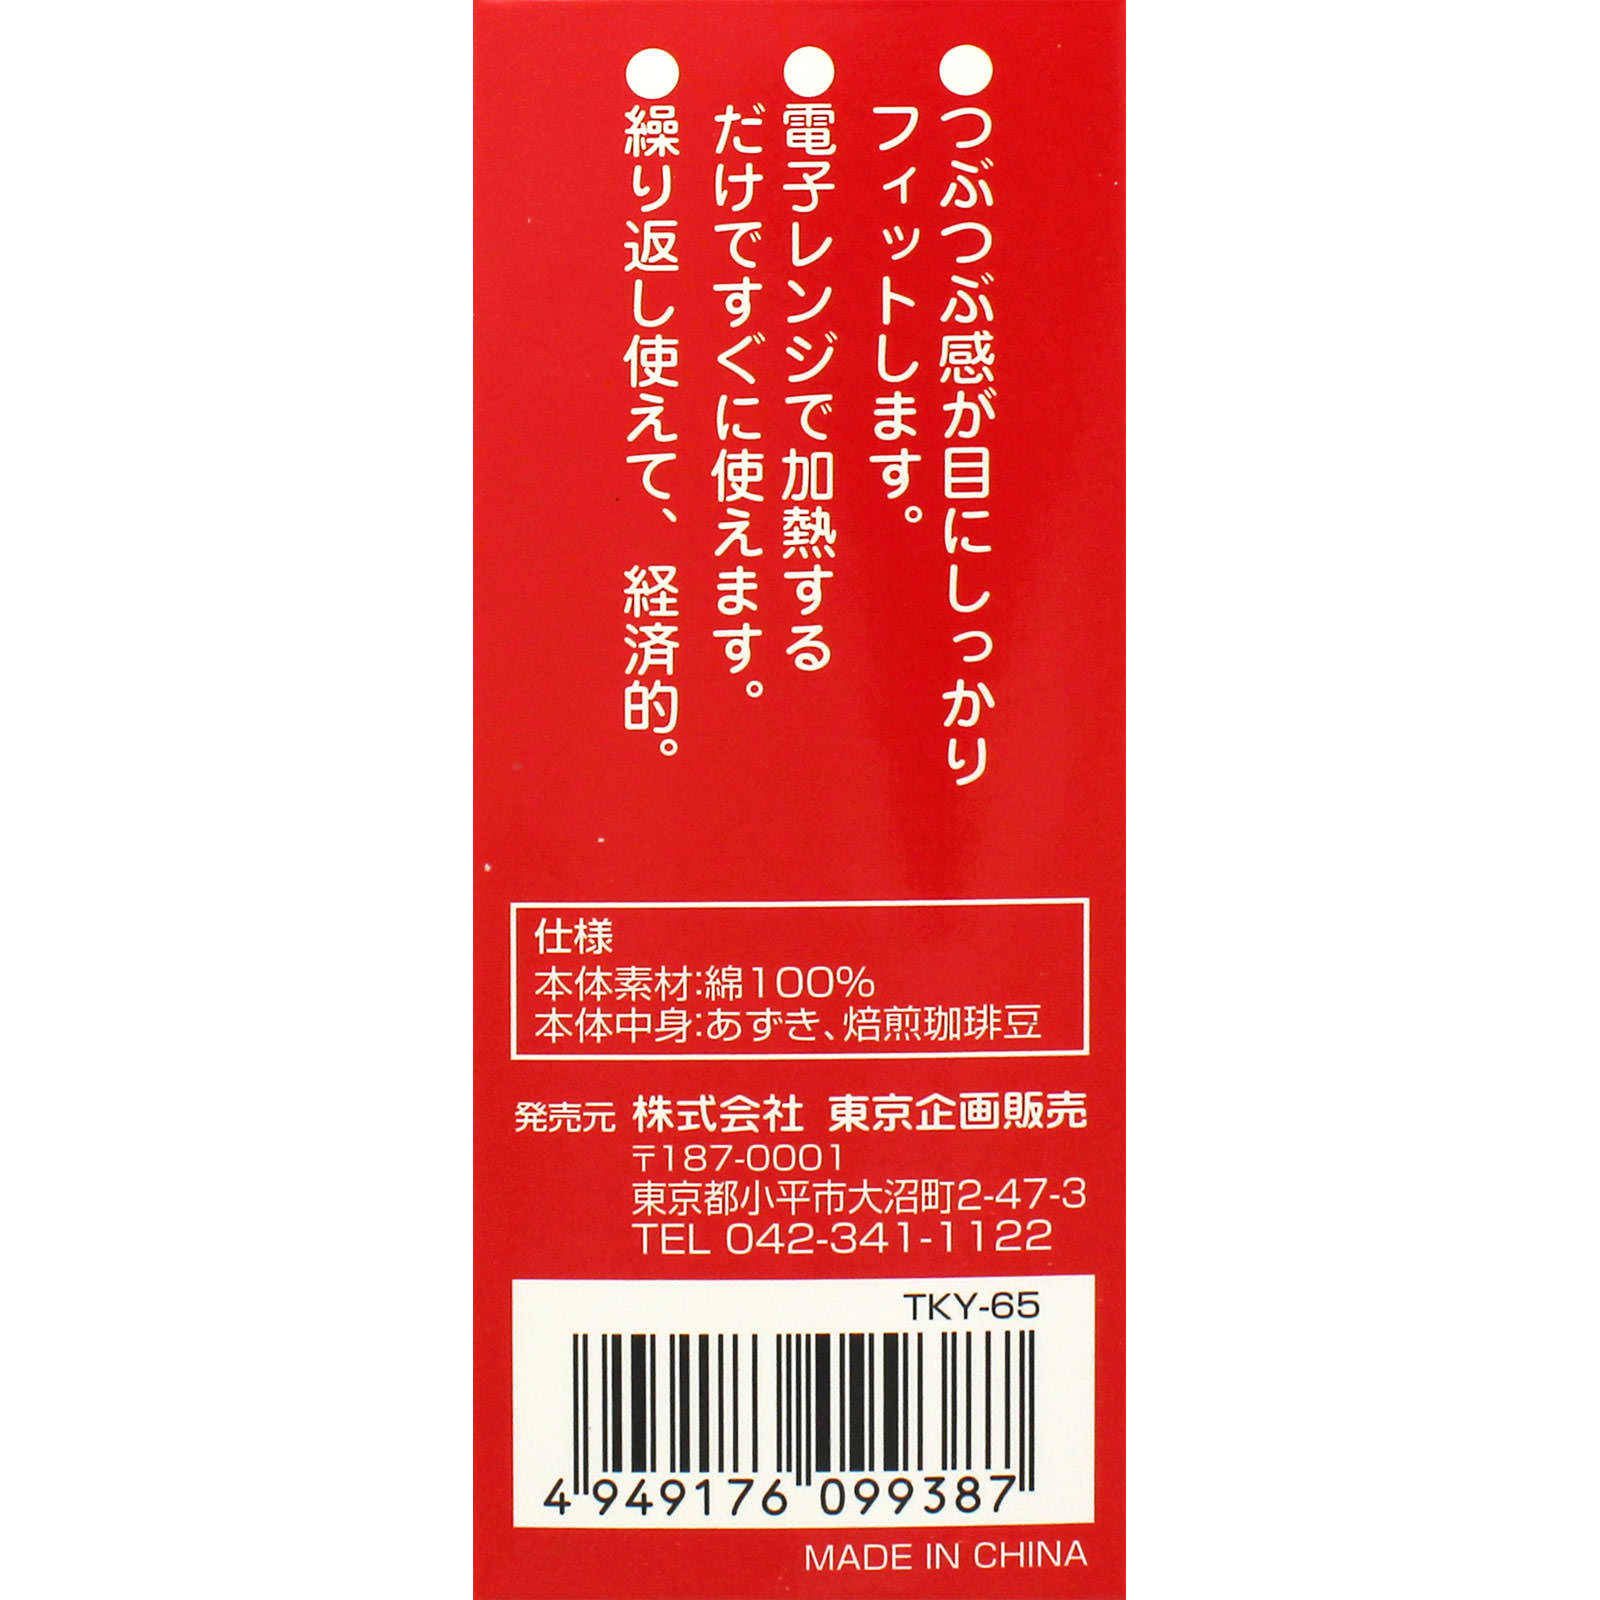 ●つぶつぶ感が目にしっかり
フィットします。
●電子レンジで加熱する
だけですぐに使えます。
●繰り返し使えて、経済的。
仕様
本体素材:綿100%
本体中身:あずき、焙煎珈琲豆
発売元 株式会社 東京企画販売
〒187-0001
東京都小平市大沼町2-47-3
TEL 042-341-1122
TKY-65
4 949176 099387
MADE IN CHINA